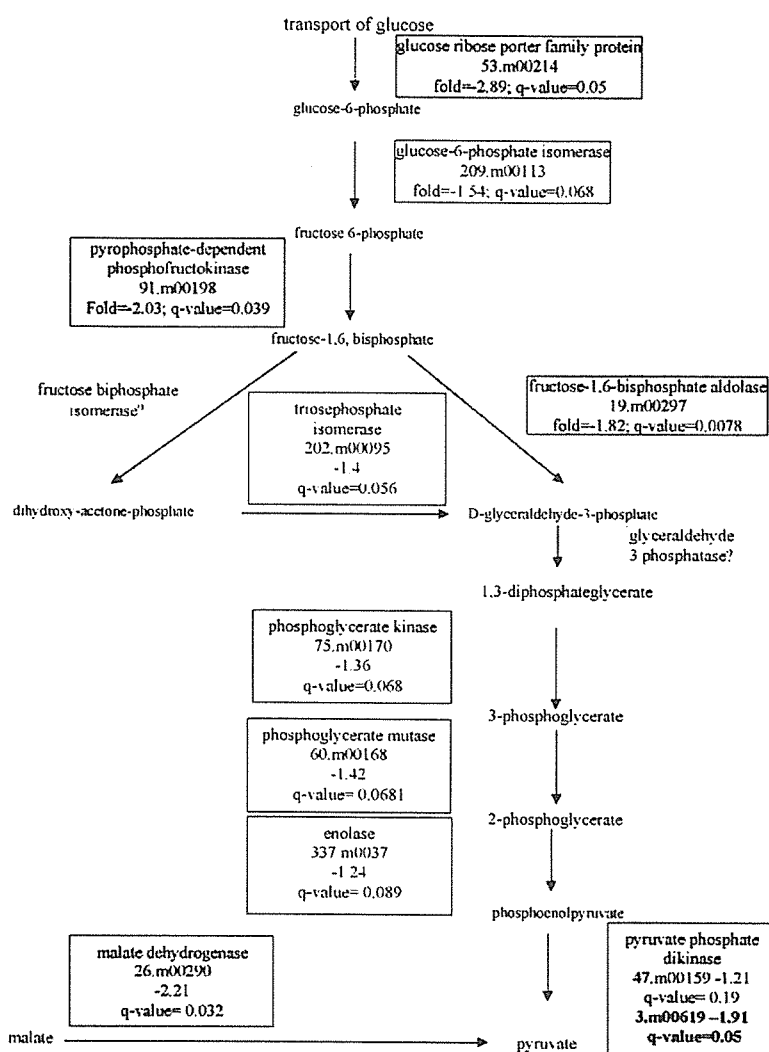 transport of glucose
glucose ribose porter family protein
53.m00214
fold=-2.89; q-value=0.05
glucose-6-phosphate
glucose-6-phosphate isomerase
209.m00113
fold=-1.54; q-value=0.068
fructose 6-phosphate
pyrophosphate-dependent
phosphofructokinase
91.m00198
Fold=-2.03; q-value=0.039
fructose-1,6, bisphosphate
fructose biphosphate
isomerase?
fructose-1,6-bisphosphate aldolase
19.m00297
fold=-1.82; q-value=0.0078
triosephosphate
isomerase
202.m00095
-1.4
q-value=0.056
dihydroxy-acetone-phosphate
D-glyceraldehyde-3-phosphate
glyceraldehyde
3 phosphatase?
1,3-diphosphateglycerate
phosphoglycerate kinase
75.m00170
-1.36
q-value=0.068
3-phosphoglycerate
phosphoglycerate mutase
60.m00168
-1.42
q-value= 0.0681
2-phosphoglycerate
enolase
337 m0037
-1 24
q-value= 0.089
phosphoenolpyruvate
malate dehydrogenase
26.m00290
-2.21
q-value= 0.032
pyruvate phosphate
dikinase
47.m00159 -1.21
q-value= 0.19
3.m00619 -1.91
q-value=0.05
malate
pyruvate